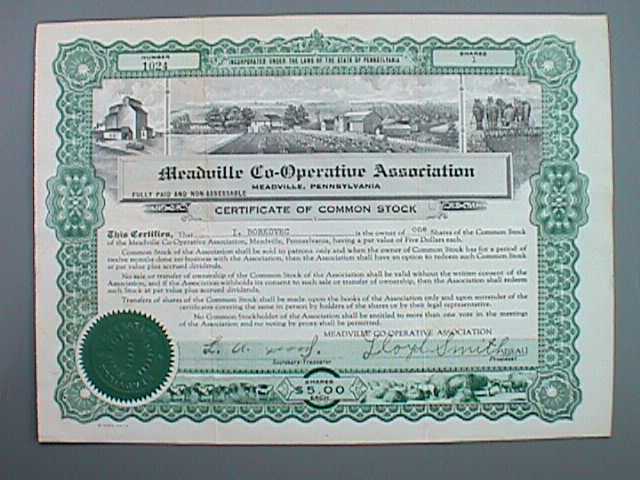 NUMBER
1024
INCORPORATED UNDER THE LAWS OF THE STATE OF PENNSYLVANIA
SHARES
1
Meadville Co-Operative Association
MEADVILLE, PENNSYLVANIA
FULLY PAID AND NON-ASSESSABLE
CERTIFICATE OF COMMON STOCK
This Certifies, That I. BORKOVEC is the owner of one Shares of the Common Stock
of the Meadville Co-Operative Association, Meadville, Pennsylvania, having a par value of Five Dollars each.
Common Stock of the Association shall be sold to patrons only and when the owner of Common Stock has for a period of
twelve months done no business with the Association, then the Association shall have an option to redeem such Common Stock
at par value plus accrued dividends.
No sale or transfer of ownership of the Common Stock of the Association shall be valid without the written consent of the
Association, and if the Association withholds its consent to such sale or transfer of ownership, then the Association shall redeem
such Stock at par value plus accrued dividends.
Transfers of shares of the Common Stock shall be made upon the books of the Association only and upon surrender of the
certificates covering the same in person by holders of the shares or by their legal representative.
No Common Stockholder of the Association shall be entitled to more than one vote in the meetings
of the Association and no voting by proxy shall be permitted.
MEADVILLE CO-OPERATIVE ASSOCIATION
L. A. Wood Lloyd Smith
Secretary-Treasurer President
SHARES
$5.00
EACH